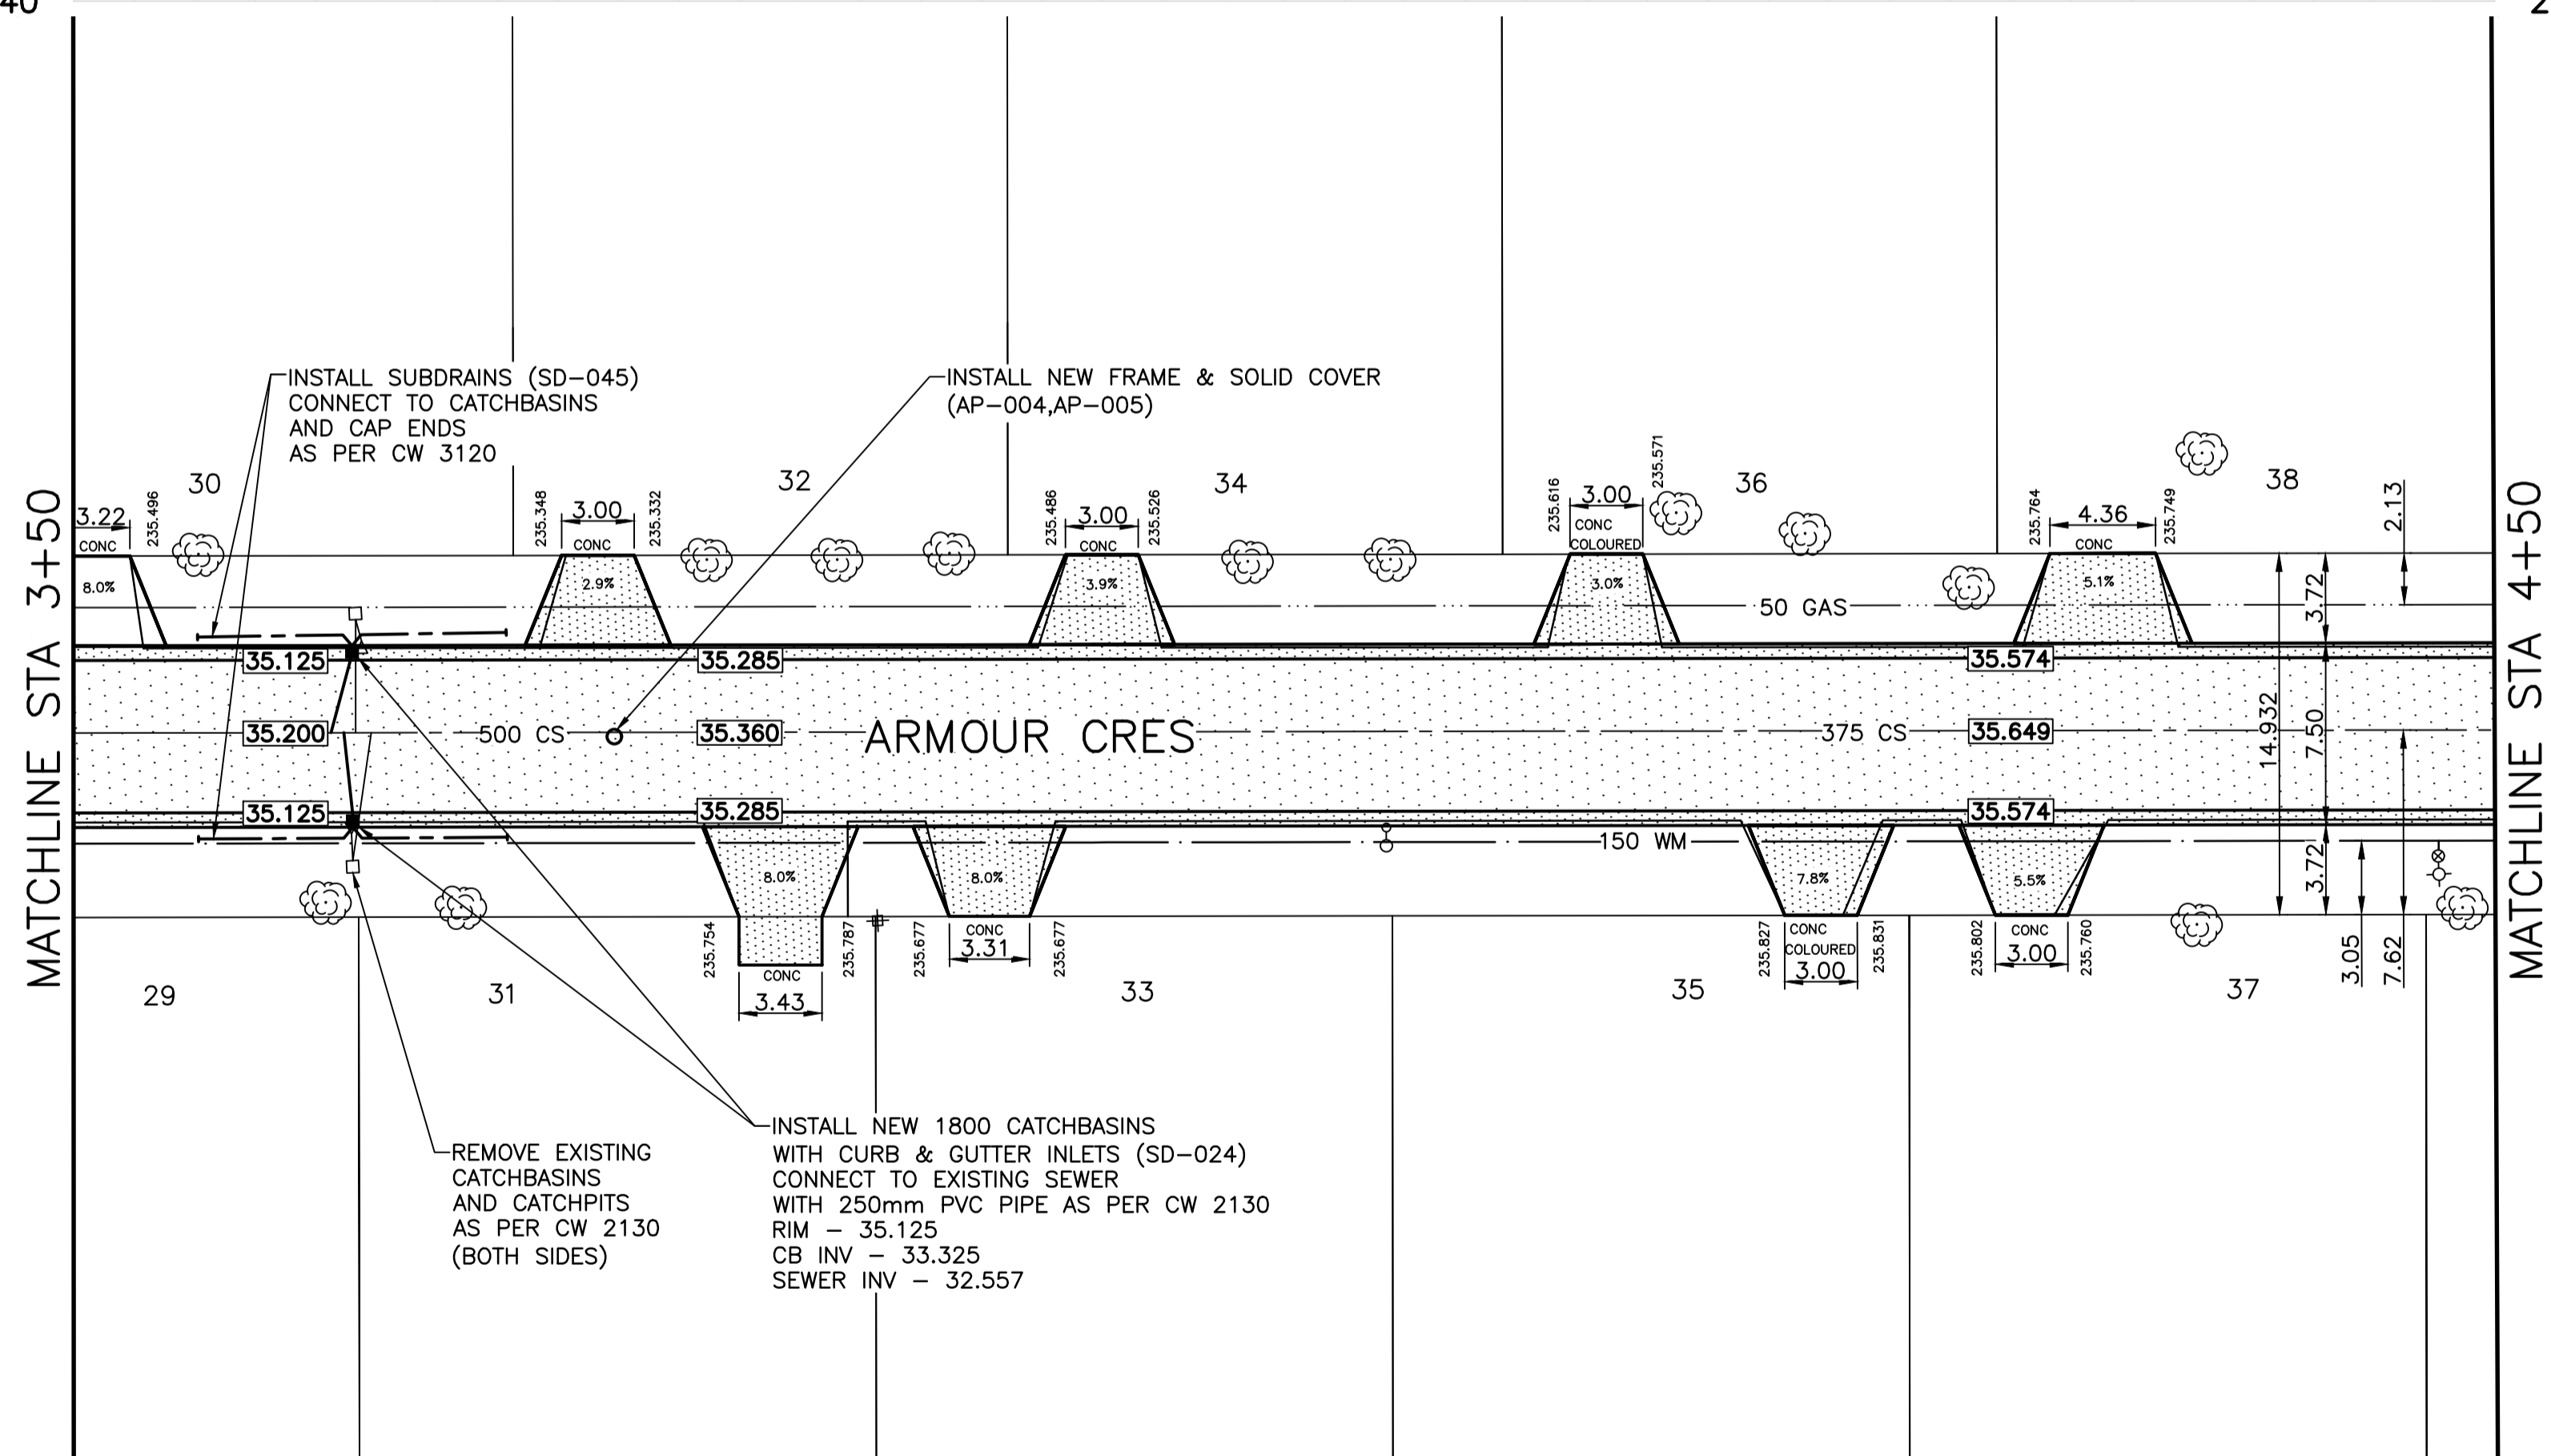 40
2
MATCHLINE STA 3+50
INSTALL SUBDRAINS (SD-045)
CONNECT TO CATCHBASINS
AND CAP ENDS
AS PER CW 3120
INSTALL NEW FRAME & SOLID COVER
(AP-004,AP-005)
30
32
34
36
38
3.22
235.496
CONC
8.0%
235.348
3.00
235.332
CONC
2.9%
235.486
3.00
235.526
CONC
3.9%
235.616
3.00
235.571
CONC
COLOURED
3.0%
235.764
4.36
235.749
CONC
5.1%
2.13
3.72
50 GAS
35.125
35.285
35.574
35.200
500 CS
35.360
ARMOUR CRES
375 CS
35.649
14.932
7.50
35.125
35.285
35.574
150 WM
3.72
3.05
7.62
8.0%
235.754
235.787
CONC
3.43
8.0%
235.677
CONC
3.31
235.677
7.8%
235.827
CONC
COLOURED
3.00
235.831
5.5%
235.802
CONC
3.00
235.760
29
31
33
35
37
REMOVE EXISTING
CATCHBASINS
AND CATCHPITS
AS PER CW 2130
(BOTH SIDES)
INSTALL NEW 1800 CATCHBASINS
WITH CURB & GUTTER INLETS (SD-024)
CONNECT TO EXISTING SEWER
WITH 250mm PVC PIPE AS PER CW 2130
RIM - 35.125
CB INV - 33.325
SEWER INV - 32.557
MATCHLINE STA 4+50